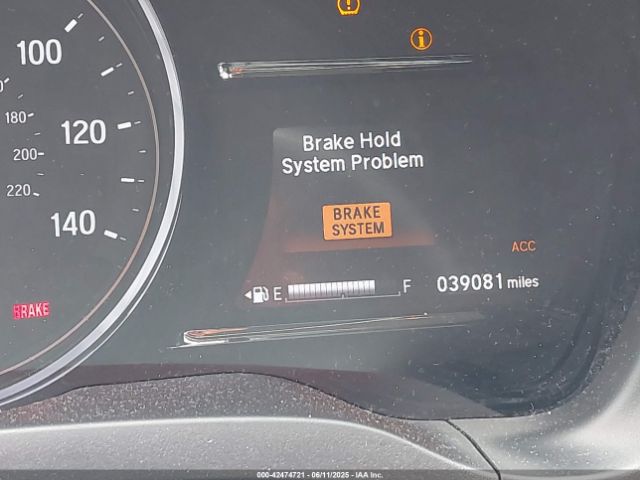 100
120
140
180
200
220
BRAKE
Brake Hold
System Problem
BRAKE
SYSTEM
ACC
E
F
039081 miles
000-42474721 - 06/11/2025 - IAA Inc.